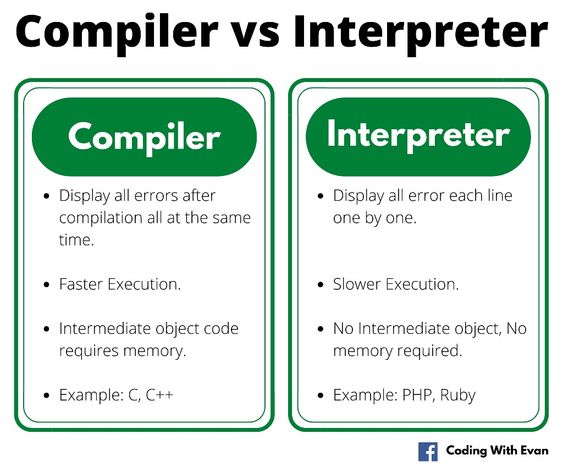 Compiler vs Interpreter
Compiler
• Display all errors after
compilation all at the same
time.
• Faster Execution.
• Intermediate object code
requires memory.
• Example: C, C++
Interpreter
• Display all error each line
one by one.
• Slower Execution.
• No Intermediate object, No
memory required.
• Example: PHP, Ruby
Coding With Evan